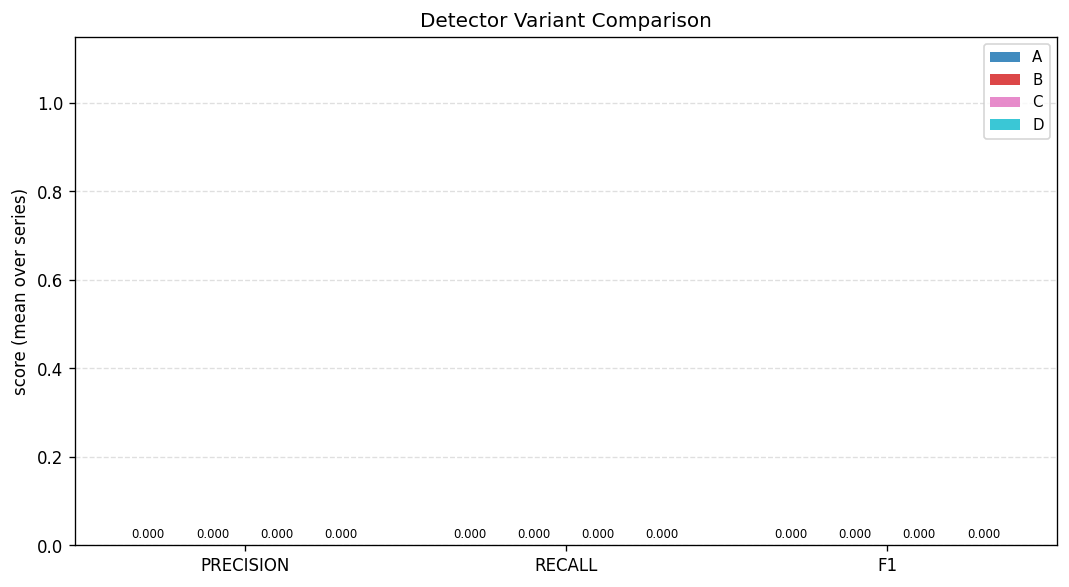 Detector Variant Comparison
A
B
C
D
score (mean over series)
1.0
0.8
0.6
0.4
0.2
0.0
0.000 0.000 0.000 0.000 0.000 0.000 0.000 0.000 0.000 0.000 0.000 0.000
PRECISION RECALL F1